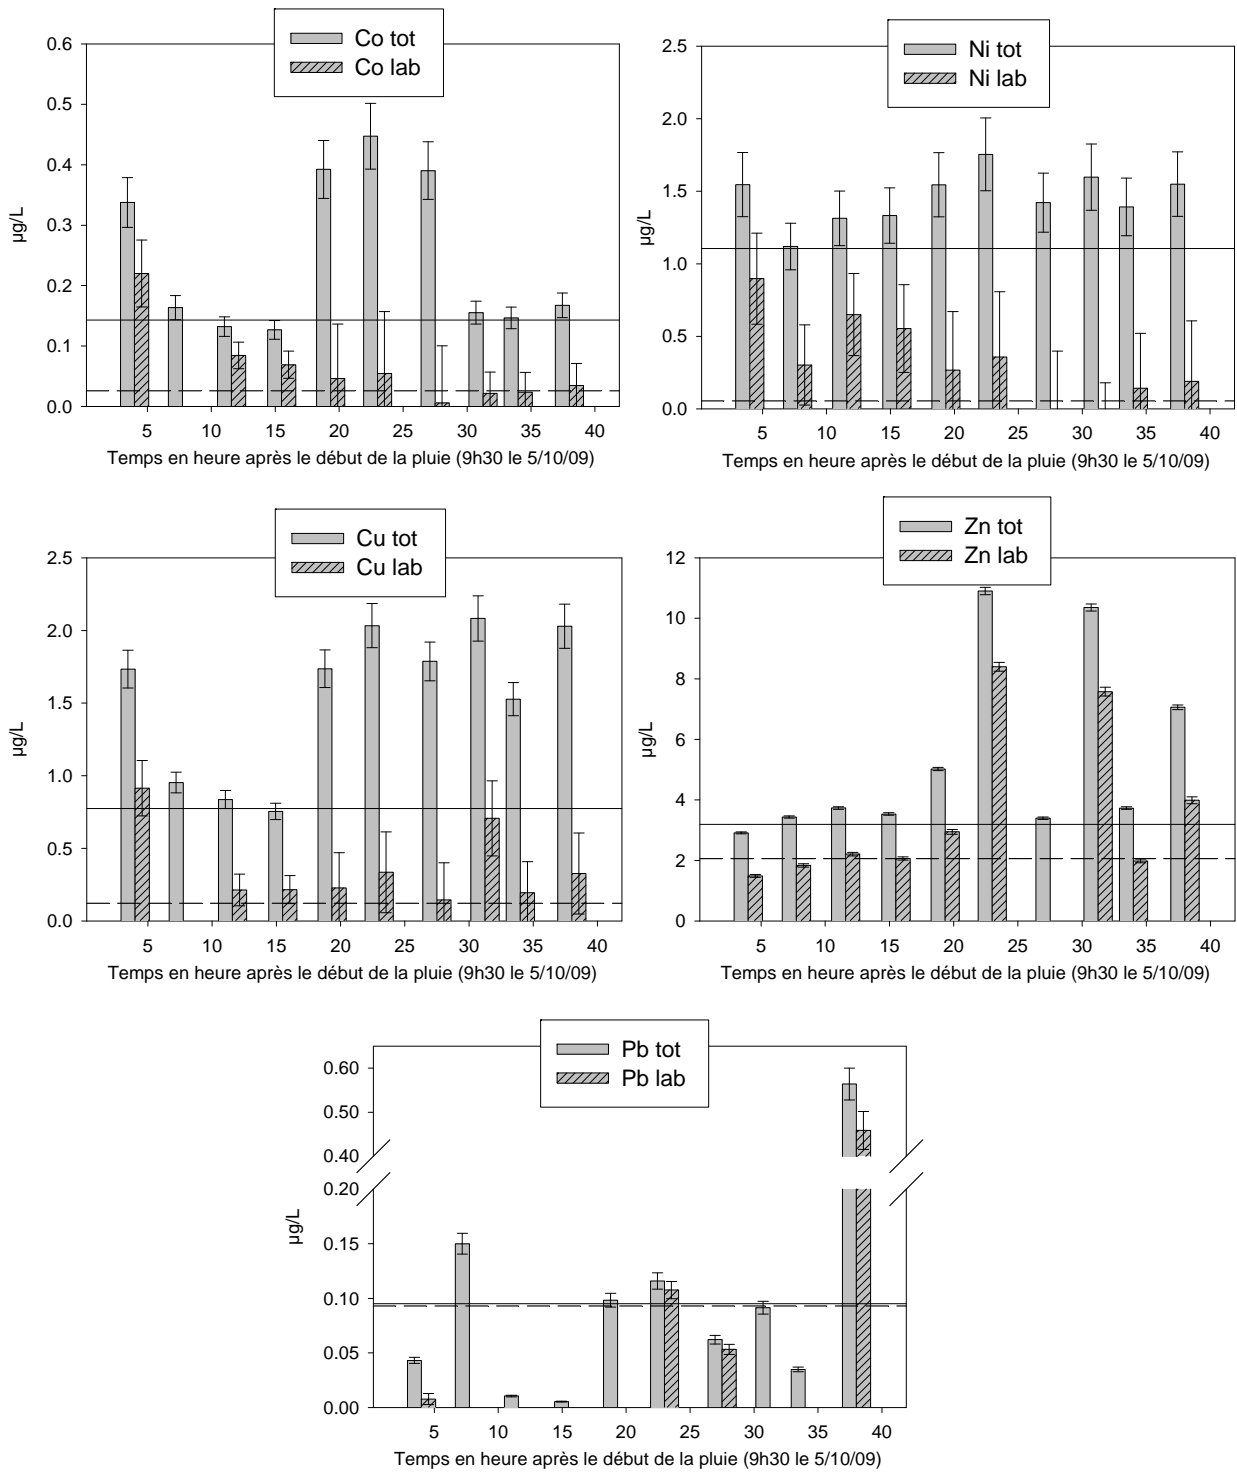 Co tot
Co lab
0.6
0.5
0.4
0.3
0.2
0.1
0.0
µg/L
5 10 15 20 25 30 35 40
Temps en heure après le début de la pluie (9h30 le 5/10/09)
Ni tot
Ni lab
2.5
2.0
1.5
1.0
0.5
0.0
µg/L
5 10 15 20 25 30 35 40
Temps en heure après le début de la pluie (9h30 le 5/10/09)
Cu tot
Cu lab
2.5
2.0
1.5
1.0
0.5
0.0
µg/L
5 10 15 20 25 30 35 40
Temps en heure après le début de la pluie (9h30 le 5/10/09)
Zn tot
Zn lab
12
10
8
6
4
2
0
µg/L
5 10 15 20 25 30 35 40
Temps en heure après le début de la pluie (9h30 le 5/10/09)
Pb tot
Pb lab
0.60
0.50
0.40
0.20
0.15
0.10
0.05
0.00
µg/L
5 10 15 20 25 30 35 40
Temps en heure après le début de la pluie (9h30 le 5/10/09)